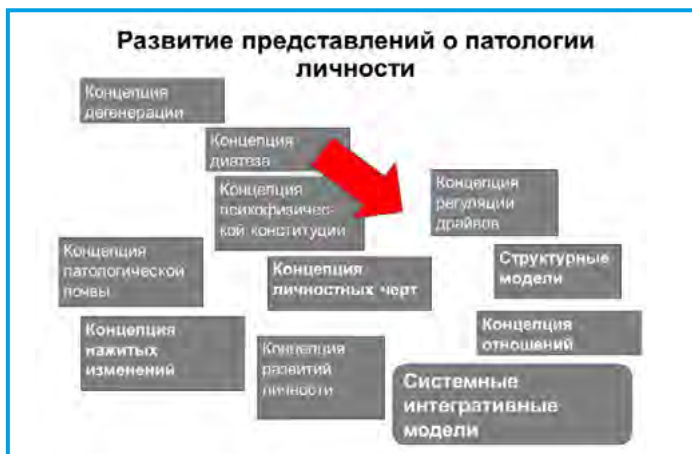 Развитие представлений о патологии
личности
Концепция
дегенерации
Концепция
диатеза
Концепция
психофизичес-
кой конституции
Концепция
регуляции
драйвов
Концепция
патологической
почвы
Концепция
личностных черт
Структурные
модели
Концепция
нажитых
изменений
Концепция
развитий
личности
Концепция
отношений
Системные
интегративные
модели